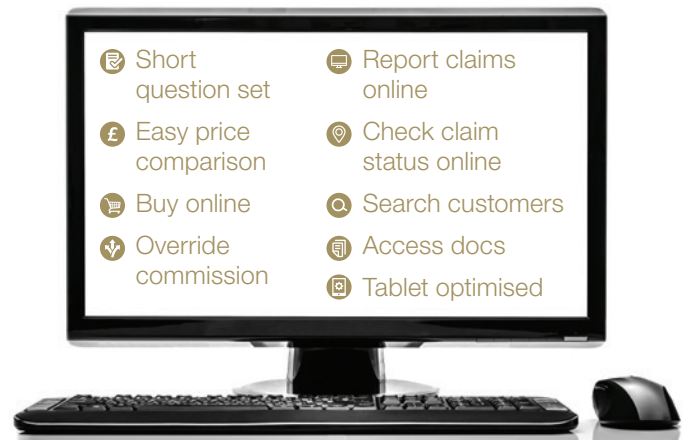 Short
question set
£ Easy price
comparison
Buy online
Override
commission
Report claims
online
Check claim
status online
Search customers
Access docs
Tablet optimised